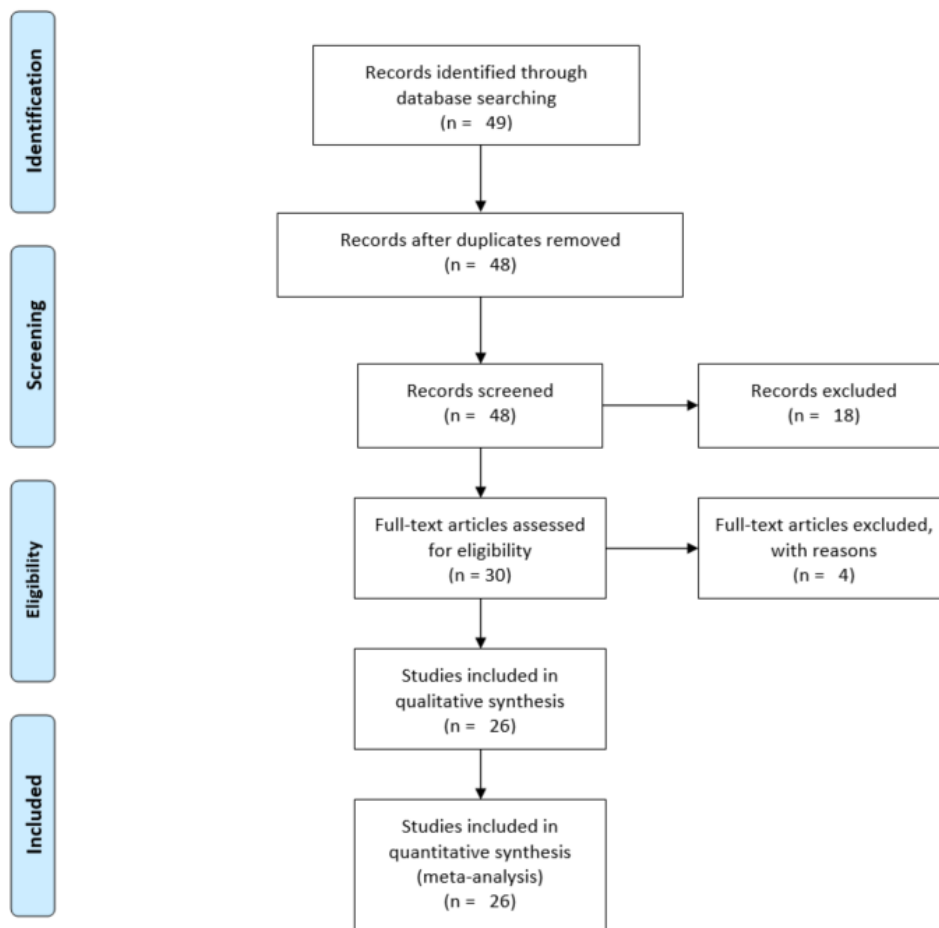 Identification
Records identified through
database searching
(n = 49)
Records after duplicates removed
(n = 48)
Screening
Records screened
(n = 48)
Records excluded
(n = 18)
Eligibility
Full-text articles assessed
for eligibility
(n = 30)
Full-text articles excluded,
with reasons
(n = 4)
Studies included in
qualitative synthesis
(n = 26)
Included
Studies included in
quantitative synthesis
(meta-analysis)
(n = 26)